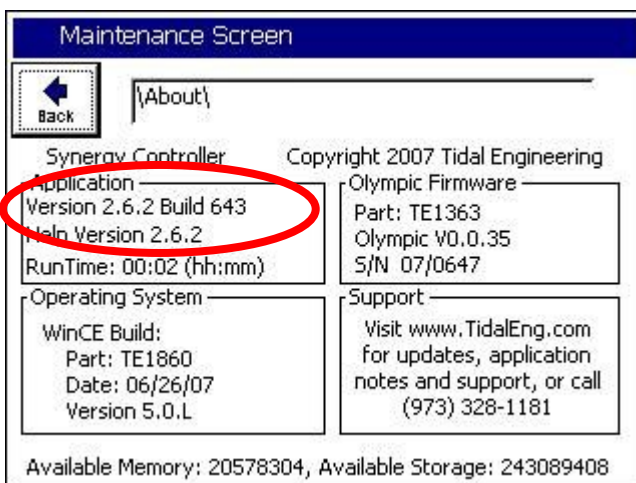 Maintenance Screen
Back
\About\
Synergy Controller
Copyright 2007 Tidal Engineering
Application
Version 2.6.2 Build 643
Help Version 2.6.2
RunTime: 00:02 (hh:mm)
Olympic Firmware
Part: TE1363
Olympic V0.0.35
S/N 07/0647
Operating System
WinCE Build:
Part: TE1860
Date: 06/26/07
Version 5.0.L
Support
Visit www.TidalEng.com
for updates, application
notes and support, or call
(973) 328-1181
Available Memory: 20578304, Available Storage: 243089408